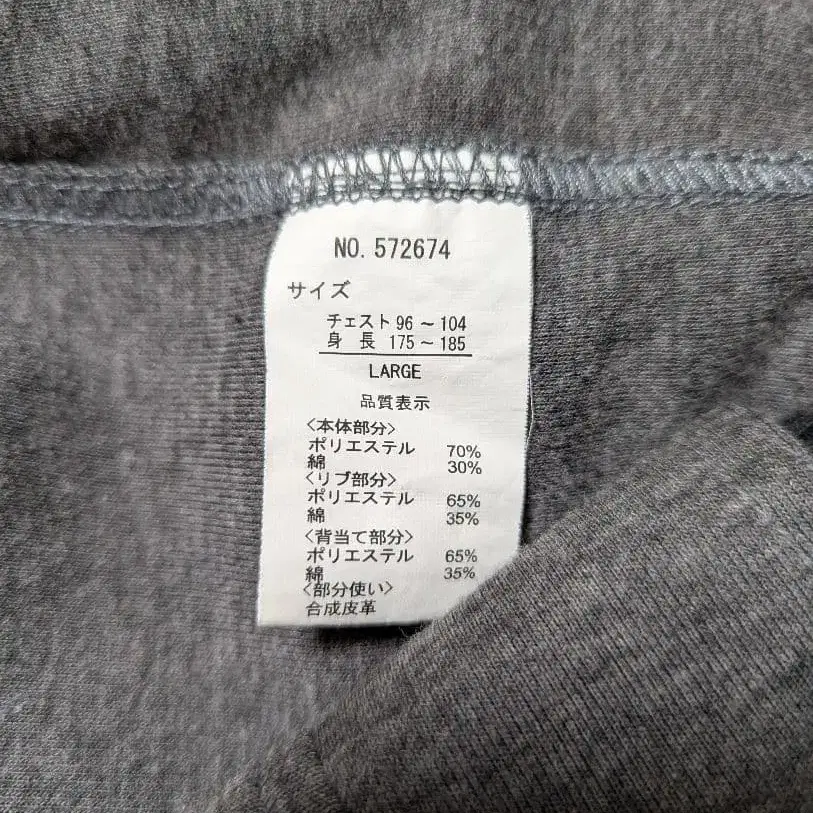 NO. 572674
サイズ
チェスト 96 ～ 104
身 長 175 ～ 185
LARGE
品質表示
<本体部分>
ポリエステル 70%
綿 30%
<リブ部分>
ポリエステル 65%
綿 35%
<背当て部分>
ポリエステル 65%
綿 35%
<部分使い>
合成皮革